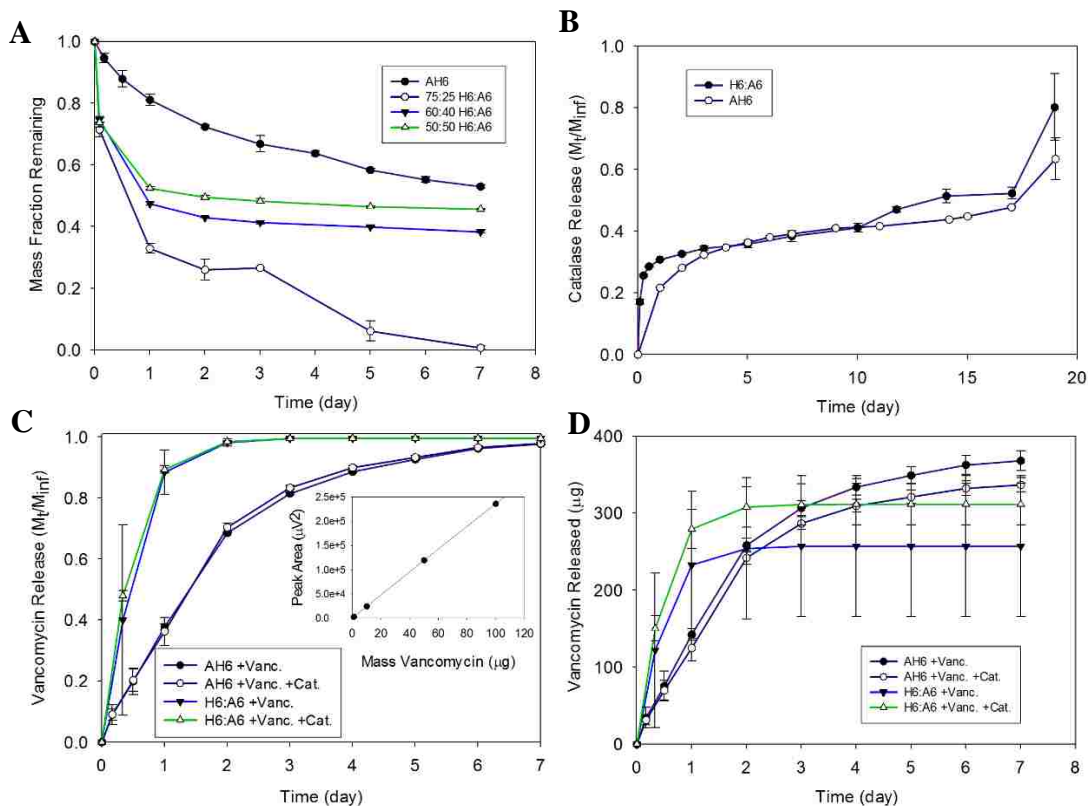 A
1.0
0.8
0.6
0.4
0.2
0.0
Mass Fraction Remaining
AH6
75:25 H6:A6
60:40 H6:A6
50:50 H6:A6
0 1 2 3 4 5 6 7 8
Time (day)
B
1.0
0.8
0.6
0.4
0.2
0.0
Catalase Release (Mt/Minf)
H6:A6
AH6
0 5 10 15 20
Time (day)
C
1.0
0.8
0.6
0.4
0.2
0.0
Vancomycin Release (Mt/Minf)
2.5e+5
2.0e+5
1.5e+5
1.0e+5
5.0e+4
0.0
Peak Area (μV2)
0 20 40 60 80 100 120
Mass Vancomycin (μg)
AH6 +Vanc.
AH6 +Vanc. +Cat.
H6:A6 +Vanc.
H6:A6 +Vanc. +Cat.
0 1 2 3 4 5 6 7
Time (day)
D
400
300
200
100
0
Vancomycin Released (μg)
AH6 +Vanc.
AH6 +Vanc. +Cat.
H6:A6 +Vanc.
H6:A6 +Vanc. +Cat.
0 1 2 3 4 5 6 7 8
Time (day)